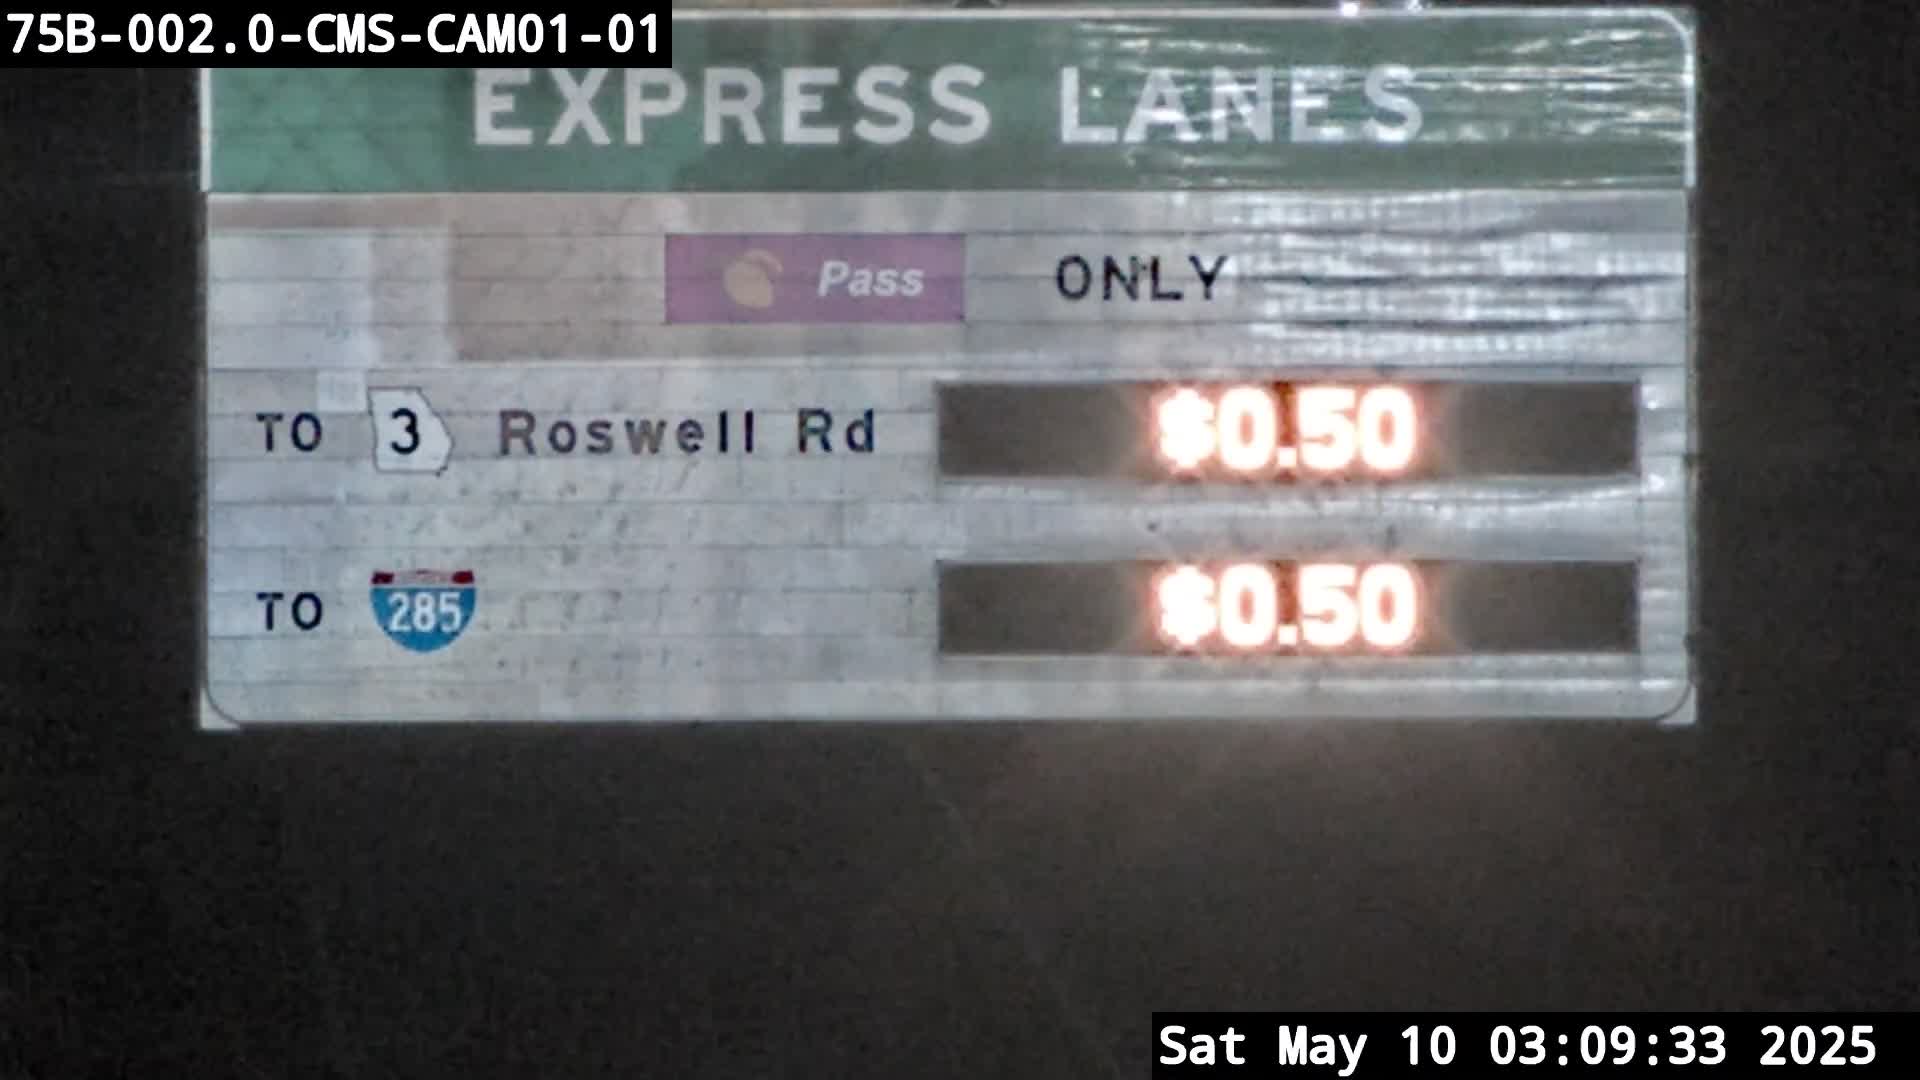 75B-002.0-CMS-CAM01-01
EXPRESS LANES
Pass ONLY
TO 3 Roswell Rd $0.50
TO 285 $0.50
Sat May 10 03:09:33 2025